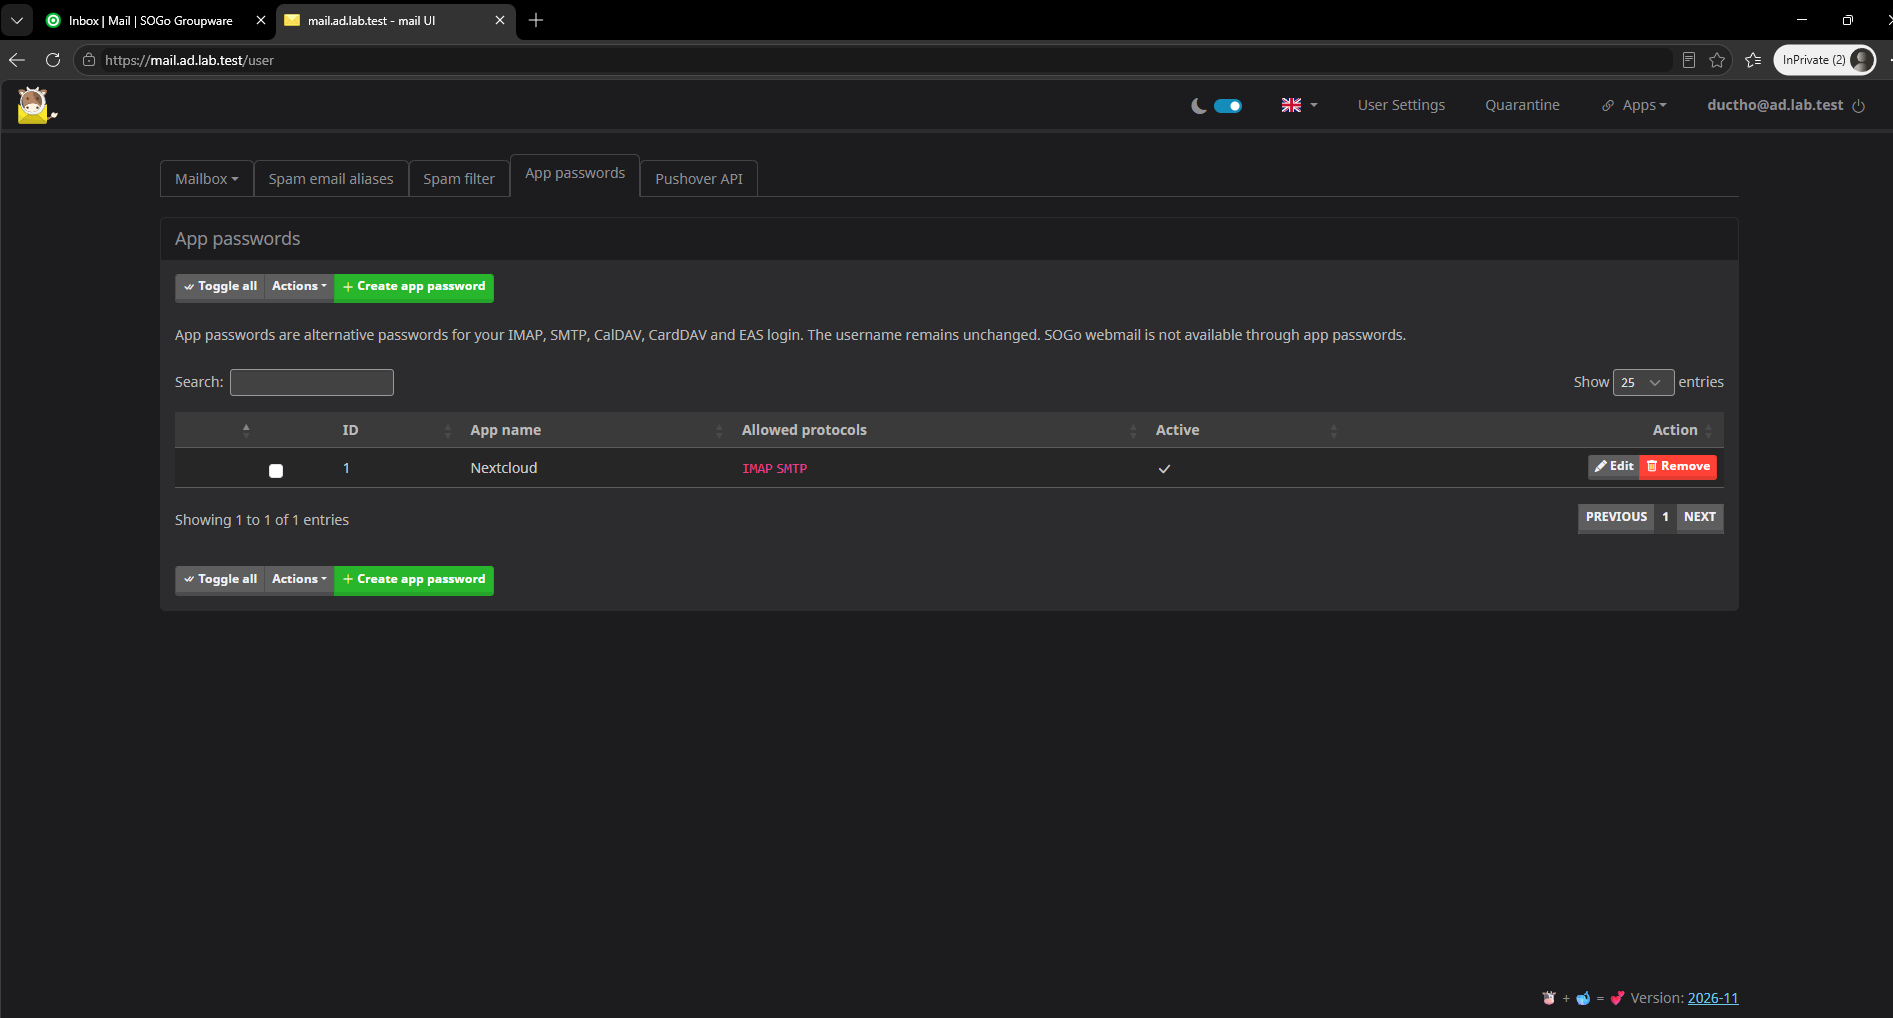 Inbox | Mail | SOGo Groupware
mail.ad.lab.test - mail UI
https://mail.ad.lab.test/user
InPrivate (2)
User Settings
Quarantine
Apps
ductho@ad.lab.test
Mailbox
Spam email aliases
Spam filter
App passwords
Pushover API
App passwords
Toggle all
Actions
Create app password
App passwords are alternative passwords for your IMAP, SMTP, CalDAV, CardDAV and EAS login. The username remains unchanged. SOGo webmail is not available through app passwords.
Search:
Show 25 entries
ID
App name
Allowed protocols
Active
Action
1
Nextcloud
IMAP SMTP
Edit
Remove
Showing 1 to 1 of 1 entries
PREVIOUS 1 NEXT
Toggle all
Actions
Create app password
🐮 + 🐋 = 💕 Version: 2026-11